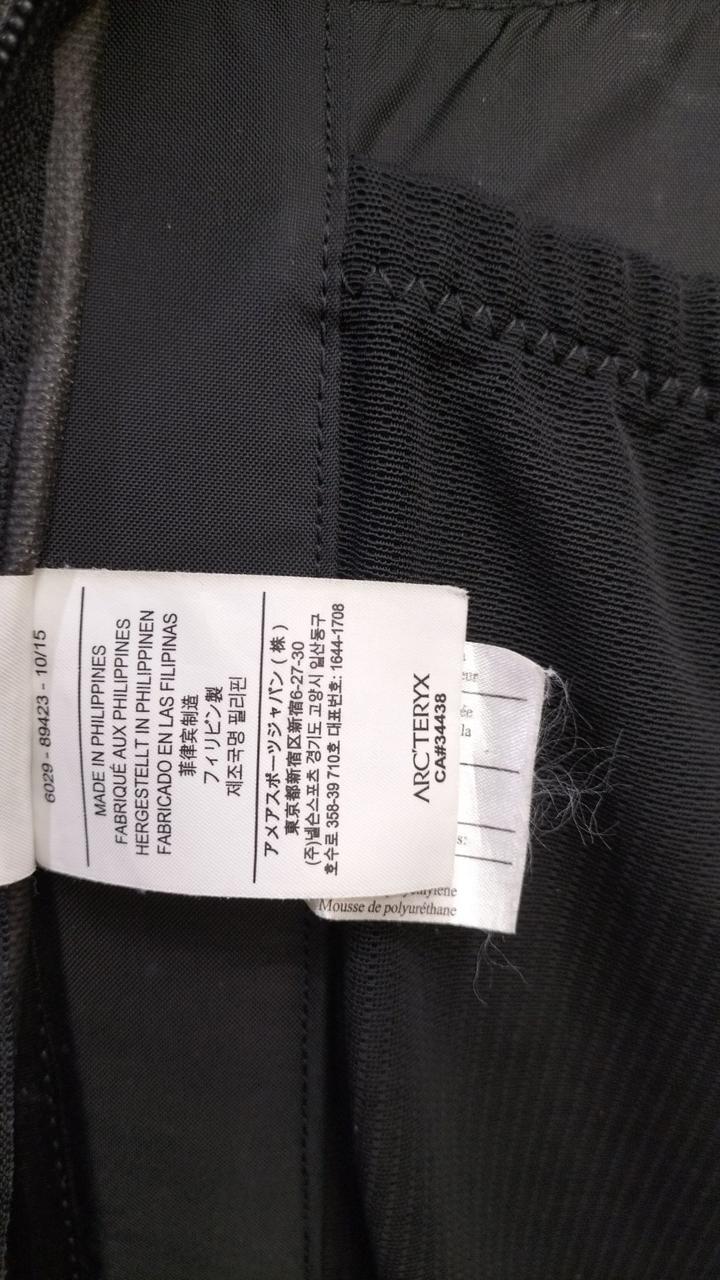 6029 - 89423 - 10/15
MADE IN PHILIPPINES
FABRIQUÉ AUX PHILIPPINES
HERGESTELLT IN PHILIPPINEN
FABRICADO EN LAS FILIPINAS
菲律宾制造
フィリピン製
제조국명 필리핀
アメアスポーツジャパン ( 株 )
東京都新宿区新宿6-27-30
(주)넬슨스포츠 경기도 고양시 일산동구
호수로 358-39 710호 대표번호: 1644-1708
ARC'TERYX
CA#34438
la
Mousse de polyuréthane